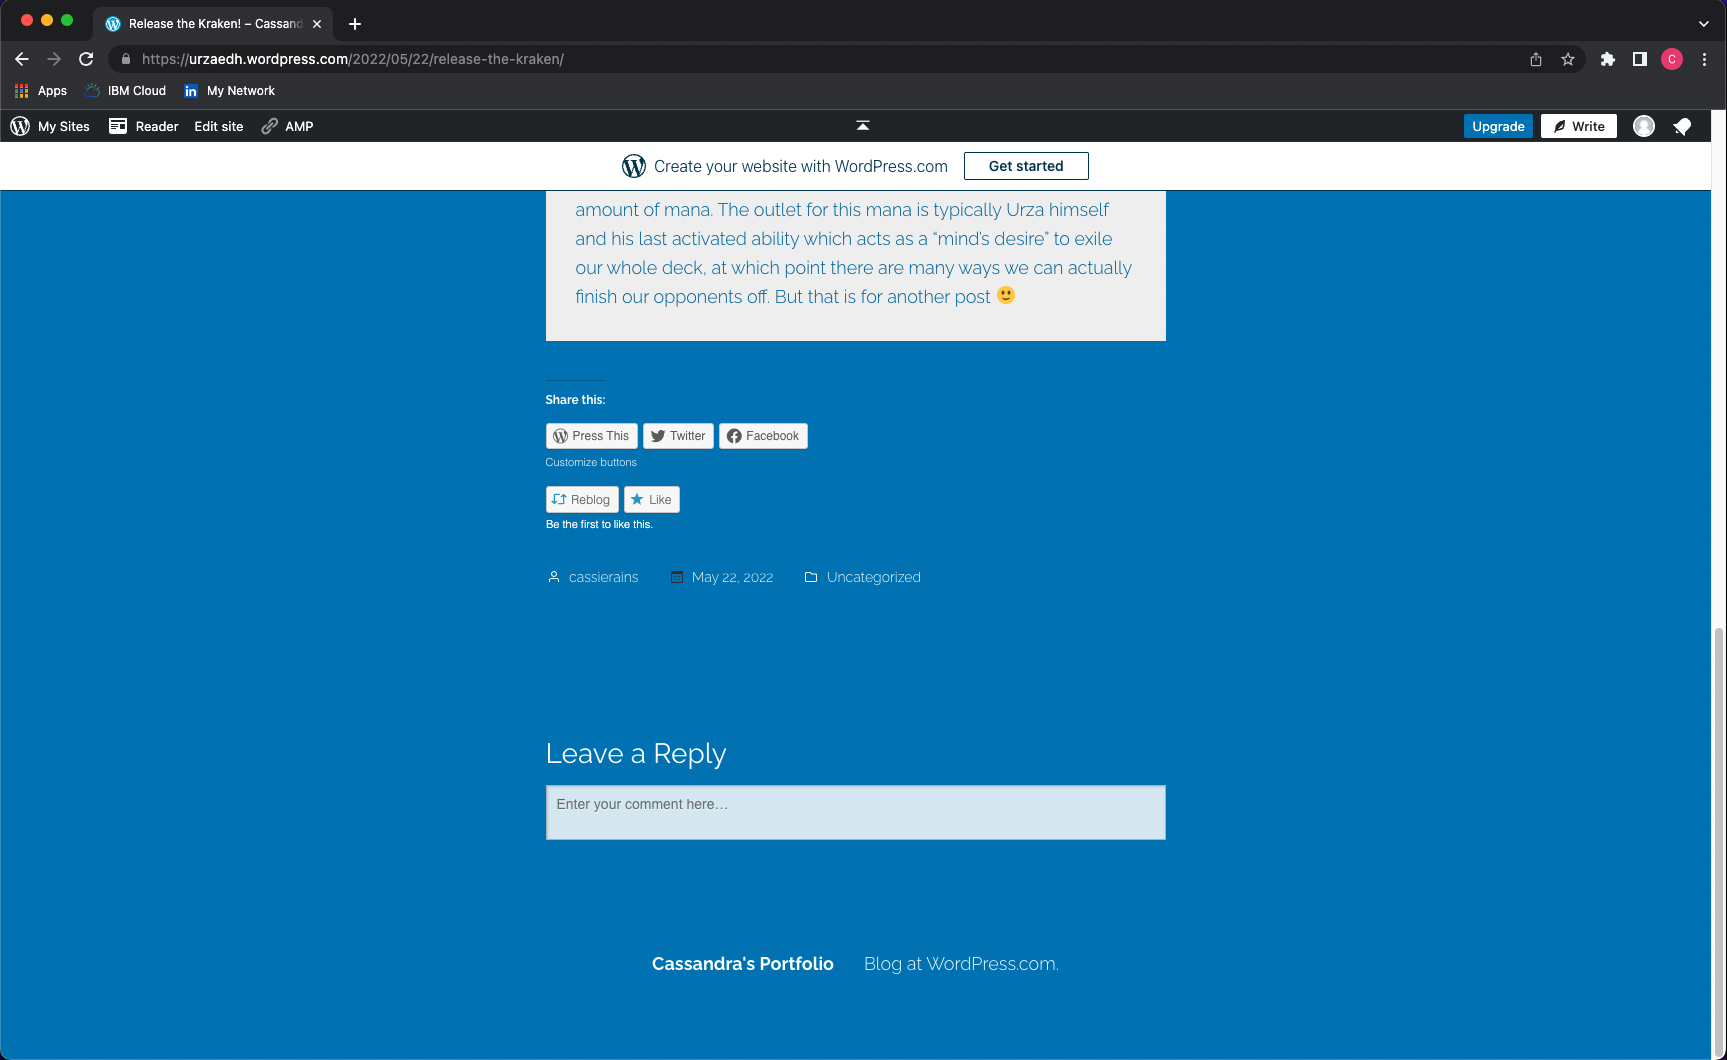 Release the Kraken! – Cassand
https://urzaedh.wordpress.com/2022/05/22/release-the-kraken/
C
Apps IBM Cloud My Network
My Sites Reader Edit site AMP Upgrade Write
Create your website with WordPress.com Get started
amount of mana. The outlet for this mana is typically Urza himself
and his last activated ability which acts as a “mind’s desire” to exile
our whole deck, at which point there are many ways we can actually
finish our opponents off. But that is for another post 🙂
Share this:
Press This Twitter Facebook
Customize buttons
Reblog Like
Be the first to like this.
cassierains May 22, 2022 Uncategorized
Leave a Reply
Enter your comment here…
Cassandra's Portfolio Blog at WordPress.com.